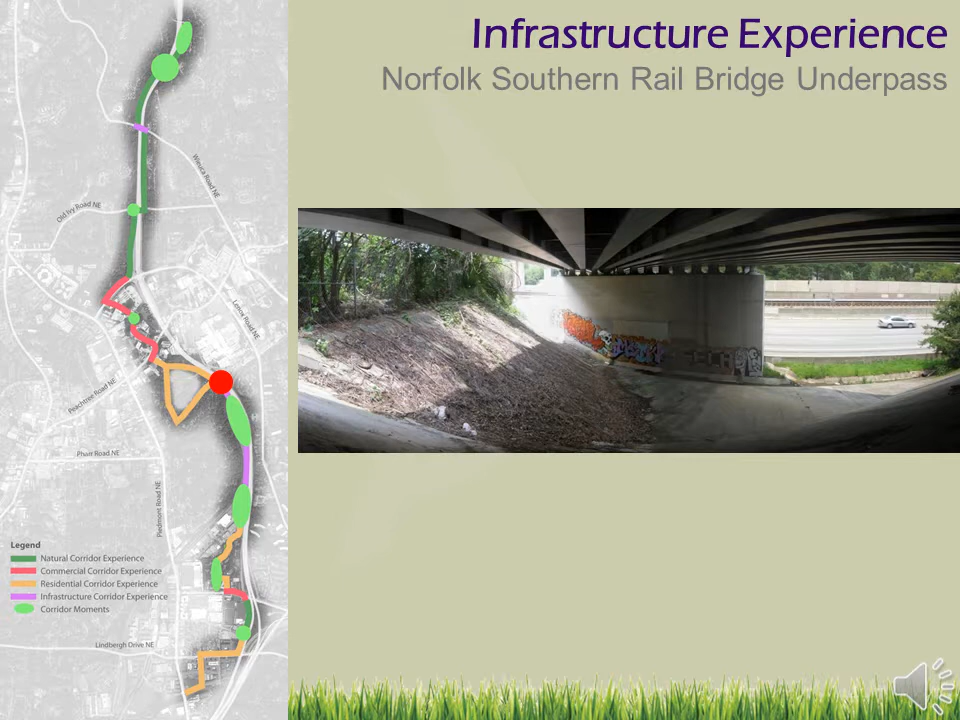 Infrastructure Experience
Norfolk Southern Rail Bridge Underpass
Wieuca Road NE
Old Ivy Road NE
Lenox Road NE
Peachtree Road NE
Pharr Road NE
Piedmont Road NE
Legend
Natural Corridor Experience
Commercial Corridor Experience
Residential Corridor Experience
Infrastructure Corridor Experience
Corridor Moments
Lindbergh Drive NE